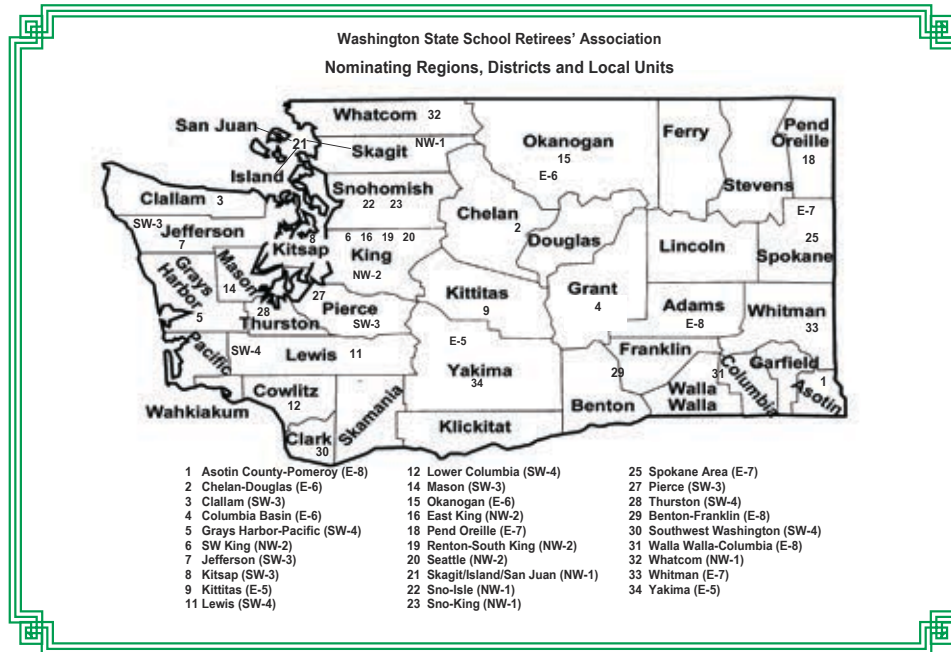 Washington State School Retirees' Association
Nominating Regions, Districts and Local Units
Whatcom 32
San Juan
21
Skagit NW-1
Island
Okanogan
15
E-6
Ferry
Pend
Oreille
18
Stevens
Clallam 3
Snohomish
22 23
Chelan
2
SW-3
Jefferson
7
Kitsap
8
6 16 19 20
King
NW-2
Douglas
Lincoln
E-7
25
Spokane
Mason
14
Grays
Harbor
5
27
Pierce
SW-3
28
Thurston
Kittitas
9
Grant
4
Adams
E-8
Whitman
33
Pacific
SW-4
Lewis 11
E-5
Yakima
34
Franklin
29
Benton
31
Walla
Walla
Columbia
Garfield
1
Asotin
Wahkiakum
Cowlitz
12
Clark
30
Skamania
Klickitat
1 Asotin County-Pomeroy (E-8)
2 Chelan-Douglas (E-6)
3 Clallam (SW-3)
4 Columbia Basin (E-6)
5 Grays Harbor-Pacific (SW-4)
6 SW King (NW-2)
7 Jefferson (SW-3)
8 Kitsap (SW-3)
9 Kittitas (E-5)
11 Lewis (SW-4)
12 Lower Columbia (SW-4)
14 Mason (SW-3)
15 Okanogan (E-6)
16 East King (NW-2)
18 Pend Oreille (E-7)
19 Renton-South King (NW-2)
20 Seattle (NW-2)
21 Skagit/Island/San Juan (NW-1)
22 Sno-Isle (NW-1)
23 Sno-King (NW-1)
25 Spokane Area (E-7)
27 Pierce (SW-3)
28 Thurston (SW-4)
29 Benton-Franklin (E-8)
30 Southwest Washington (SW-4)
31 Walla Walla-Columbia (E-8)
32 Whatcom (NW-1)
33 Whitman (E-7)
34 Yakima (E-5)